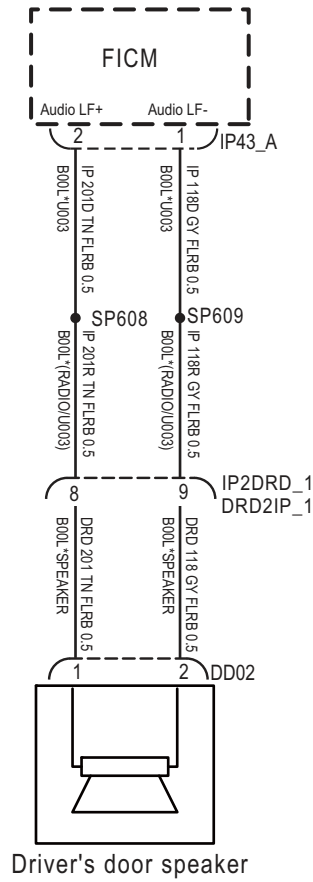 FICM
Audio LF+ Audio LF-
2 1 IP43_A
B00L*U003
IP 201D TN FLRB 0.5
B00L*U003
IP 118D GY FLRB 0.5
SP608 SP609
B00L*(RADIO/U003)
IP 201R TN FLRB 0.5
B00L*(RADIO/U003)
IP 118R GY FLRB 0.5
8 9 IP2DRD_1
DRD2IP_1
B00L*SPEAKER
DRD 201 TN FLRB 0.5
B00L*SPEAKER
DRD 118 GY FLRB 0.5
1 2 DD02
Driver's door speaker